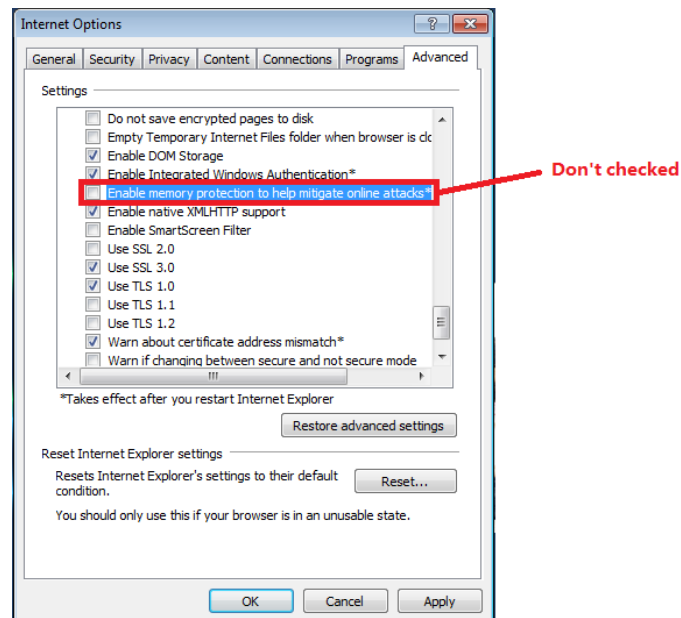 Internet Options
General Security Privacy Content Connections Programs Advanced
Settings
Do not save encrypted pages to disk
Empty Temporary Internet Files folder when browser is clc
Enable DOM Storage
Enable Integrated Windows Authentication*
Enable memory protection to help mitigate online attacks*
Don't checked
Enable native XMLHTTP support
Enable SmartScreen Filter
Use SSL 2.0
Use SSL 3.0
Use TLS 1.0
Use TLS 1.1
Use TLS 1.2
Warn about certificate address mismatch*
Warn if changing between secure and not secure mode
*Takes effect after you restart Internet Explorer
Restore advanced settings
Reset Internet Explorer settings
Resets Internet Explorer's settings to their default
condition.
Reset...
You should only use this if your browser is in an unusable state.
OK Cancel Apply